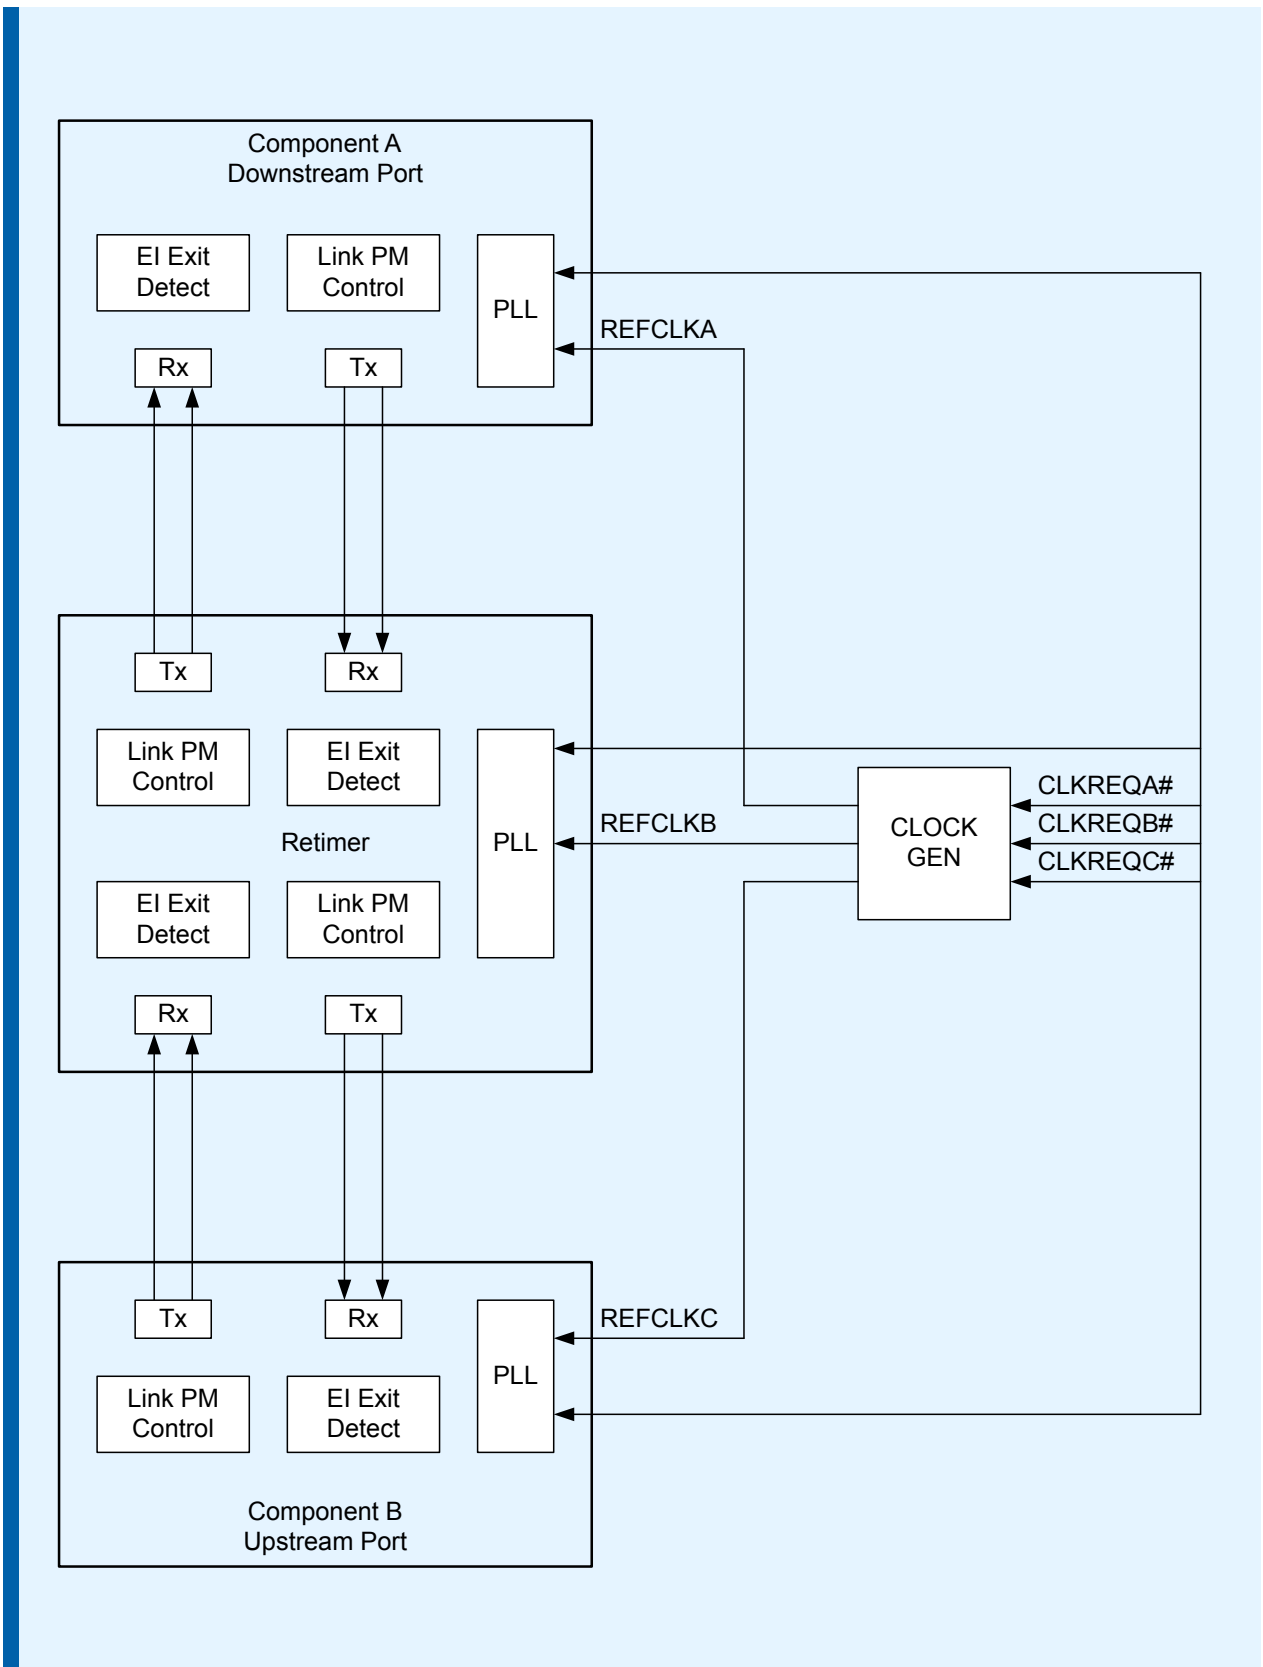 Component A
Downstream Port
EI Exit
Detect
Link PM
Control
PLL
REFCLKA
Rx
Tx
Tx
Rx
Link PM
Control
EI Exit
Detect
Retimer
PLL
REFCLKB
CLOCK
GEN
CLKREQA#
CLKREQB#
CLKREQC#
EI Exit
Detect
Link PM
Control
Rx
Tx
Tx
Rx
PLL
REFCLKC
Link PM
Control
EI Exit
Detect
Component B
Upstream Port